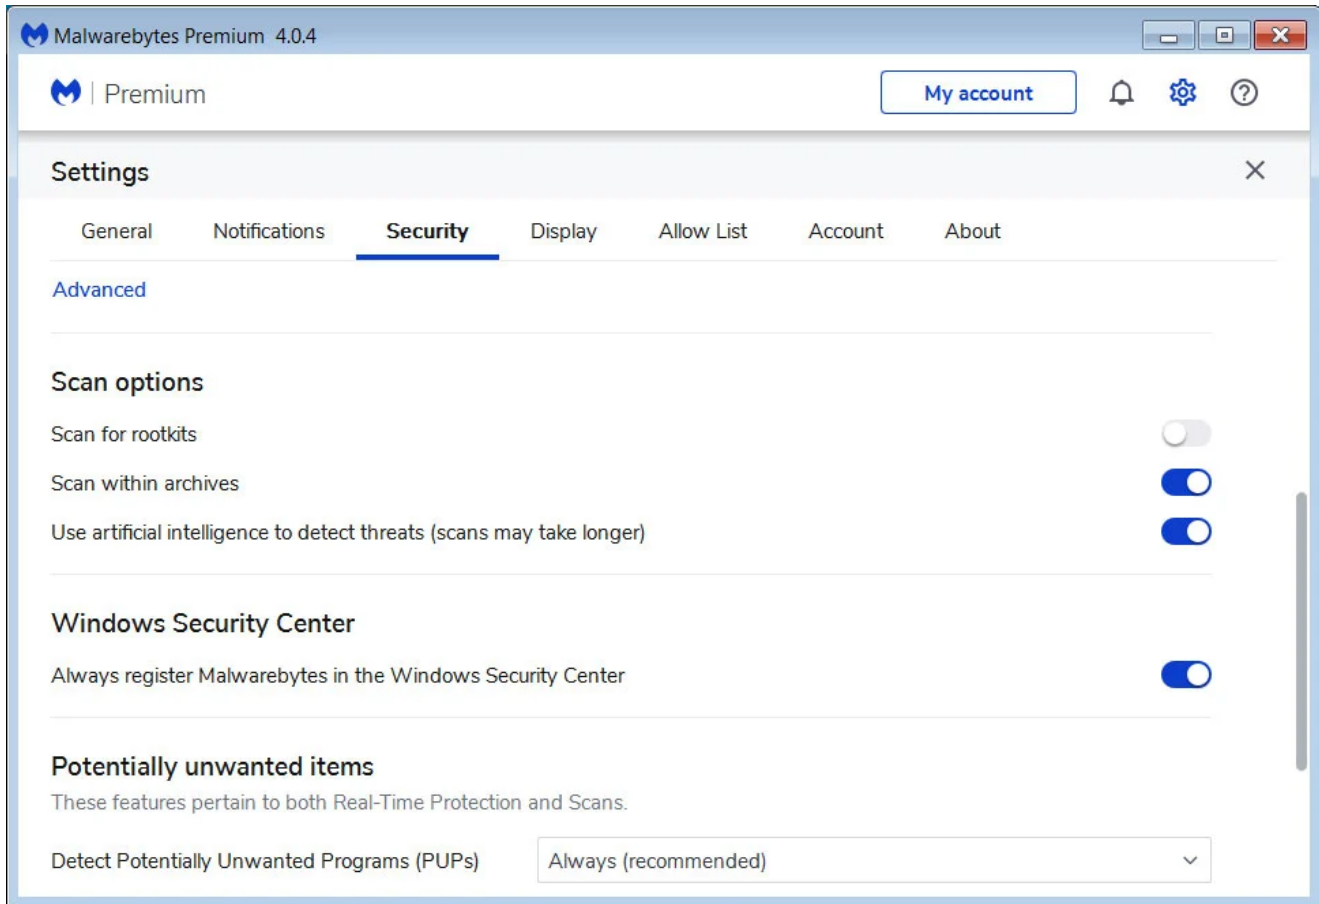 Malwarebytes Premium 4.0.4
Premium
My account
Settings
General Notifications Security Display Allow List Account About
Advanced
Scan options
Scan for rootkits
Scan within archives
Use artificial intelligence to detect threats (scans may take longer)
Windows Security Center
Always register Malwarebytes in the Windows Security Center
Potentially unwanted items
These features pertain to both Real-Time Protection and Scans.
Detect Potentially Unwanted Programs (PUPs) Always (recommended)